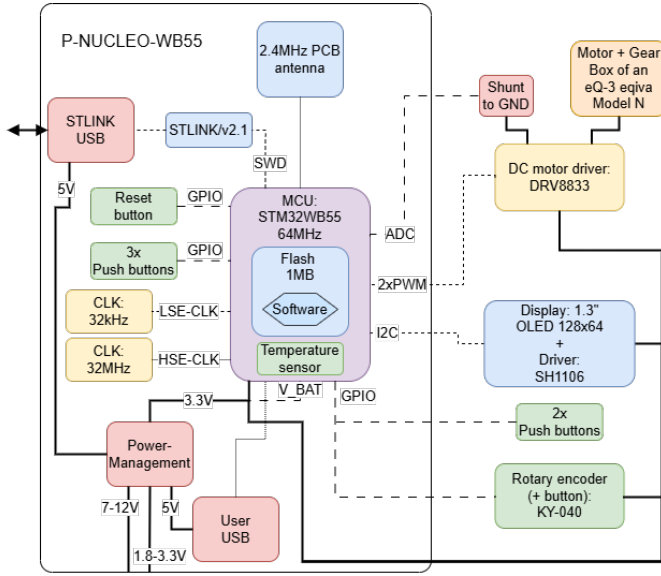 P-NUCLEO-WB55
2.4MHz PCB
antenna
Shunt
to GND
Motor + Gear
Box of an
eQ-3 eqiva
Model N
STLINK
USB
STLINK/v2.1
SWD
DC motor driver:
DRV8833
5V
Reset
button
GPIO
MCU:
STM32WB55
64MHz
ADC
3x
Push buttons
GPIO
Flash
1MB
Software
2xPWM
CLK:
32kHz
LSE-CLK
Display: 1.3"
OLED 128x64
+
Driver:
SH1106
I2C
CLK:
32MHz
HSE-CLK
Temperature
sensor
V_BAT
GPIO
3.3V
2x
Push buttons
Power-
Management
Rotary encoder
(+ button):
KY-040
7-12V
5V
User
USB
1.8-3.3V